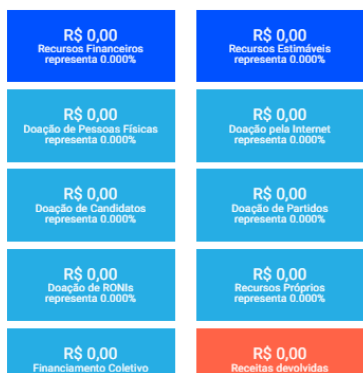 R$ 0,00
Recursos Financeiros
representa 0.000%
R$ 0,00
Recursos Estimáveis
representa 0.000%
R$ 0,00
Doação de Pessoas Físicas
representa 0.000%
R$ 0,00
Doação pela Internet
representa 0.000%
R$ 0,00
Doação de Candidatos
representa 0.000%
R$ 0,00
Doação de Partidos
representa 0.000%
R$ 0,00
Doação de RONIs
representa 0.000%
R$ 0,00
Recursos Próprios
representa 0.000%
R$ 0,00
Financiamento Coletivo
R$ 0,00
Receitas devolvidas